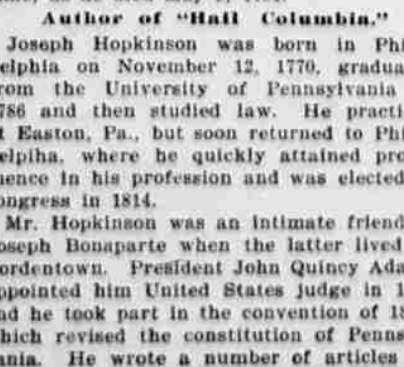 Author of "Hail Columbia."
Joseph Hopkinson was born in Phi
elphia on November 12, 1770, gradua
rom the University of Pennsylvania
786 and then studied law. He practi
t Easton, Pa., but soon returned to Phi
elpiha, where he quickly attained pro
nence in his profession and was elected
ongress in 1814.
Mr. Hopkinson was an intimate friend
oseph Bonaparte when the latter lived
ordentown. President John Quincy Ada
ppointed him United States judge in 1
nd he took part in the convention of 18
hich revised the constitution of Penns
ania. He wrote a number of articles